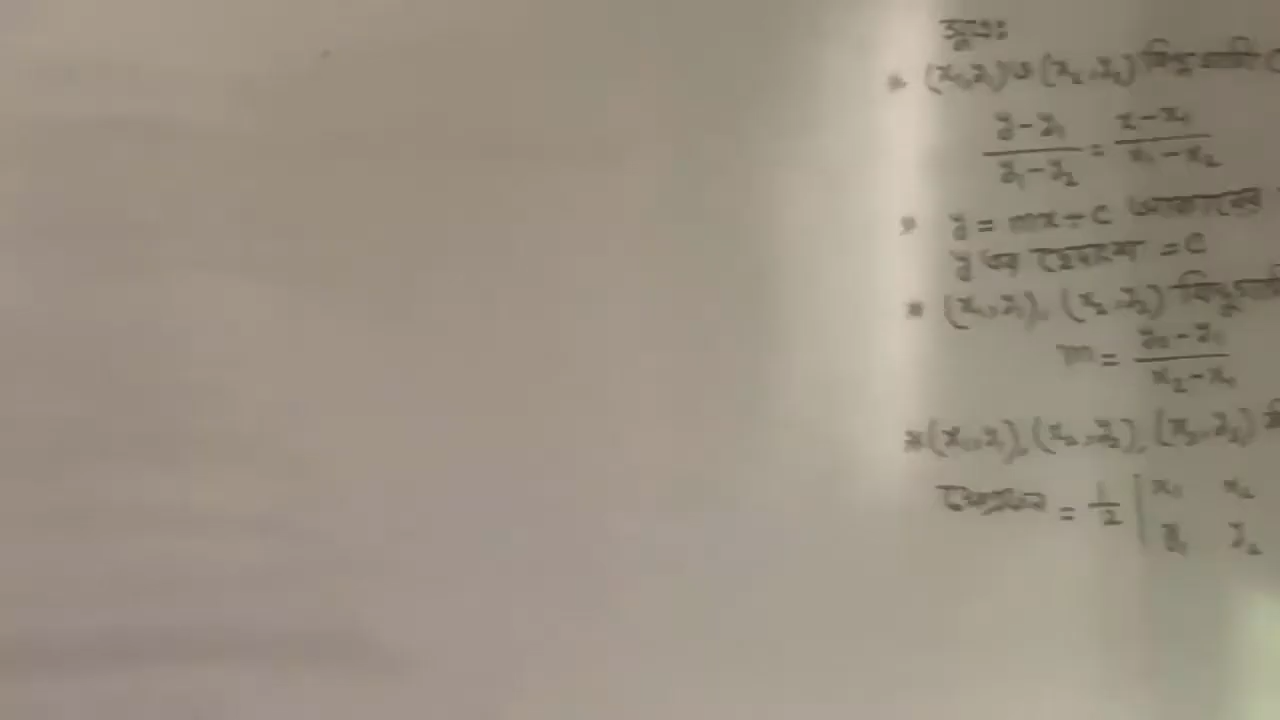 সূত্রঃ
* (x₁,y₁) ও (x₂,y₂) বিন্দুগামী
(y-y₁)/(y₁-y₂) = (x-x₁)/(x₁-x₂)
* y = mx+c আকারের
y এর ছেদাংশ = c
* (x₁,y₁), (x₂,y₂) বিন্দুগামী
m = (y₂-y₁)/(x₂-x₁)
* (x₁,y₁), (x₂,y₂), (x₃,y₃)
ক্ষেত্রফল = 1/2 | x₁ x₂
y₁ y₂